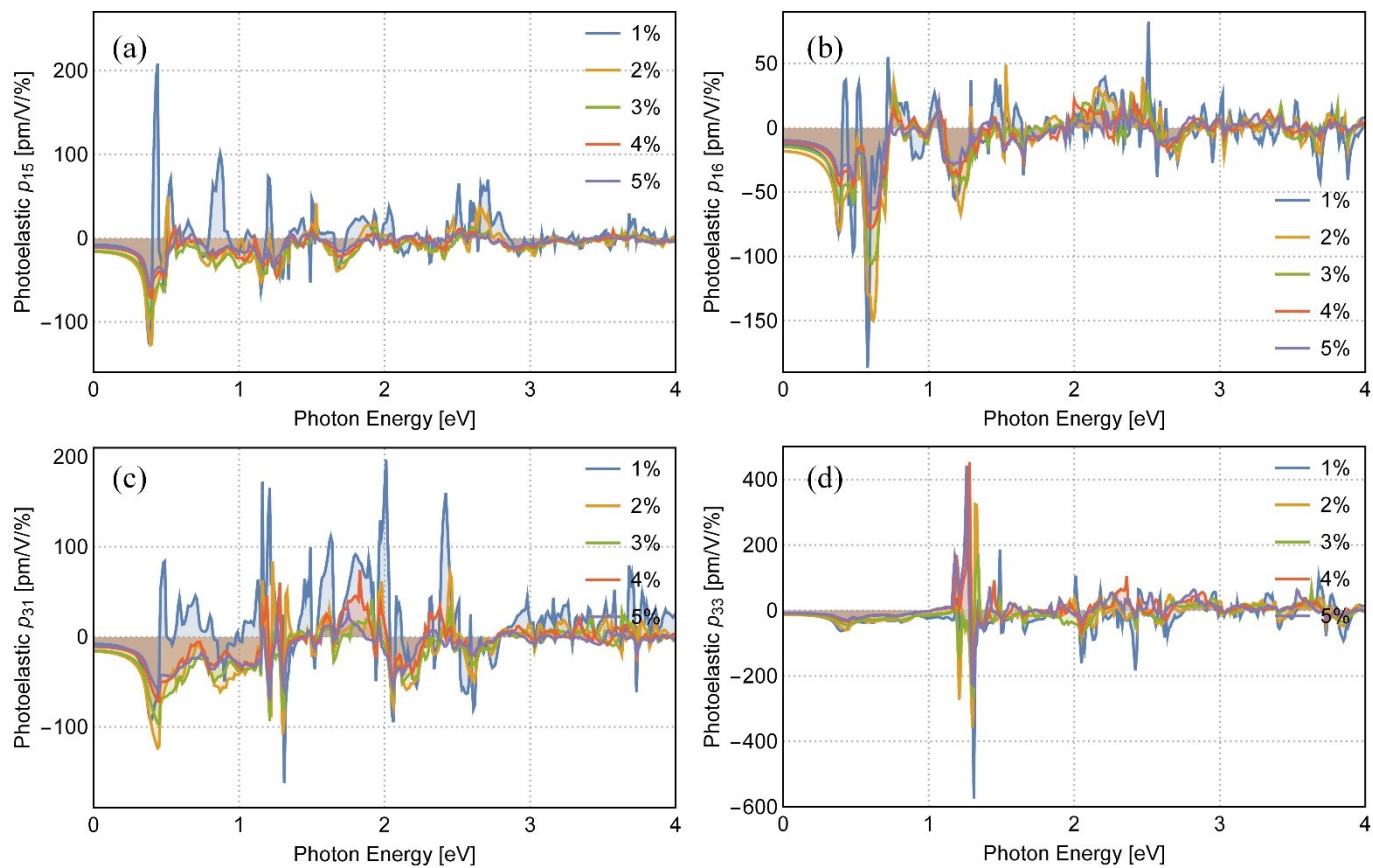 (a)
Photoelastic p15 [pm/V/%]
200
100
0
−100
1%
2%
3%
4%
5%
0 1 2 3 4
Photon Energy [eV]
(b)
Photoelastic p16 [pm/V/%]
50
0
−50
−100
−150
1%
2%
3%
4%
5%
0 1 2 3 4
Photon Energy [eV]
(c)
Photoelastic p31 [pm/V/%]
200
100
0
−100
1%
2%
3%
4%
5%
0 1 2 3 4
Photon Energy [eV]
(d)
Photoelastic p33 [pm/V/%]
400
200
0
−200
−400
−600
1%
2%
3%
4%
5%
0 1 2 3 4
Photon Energy [eV]